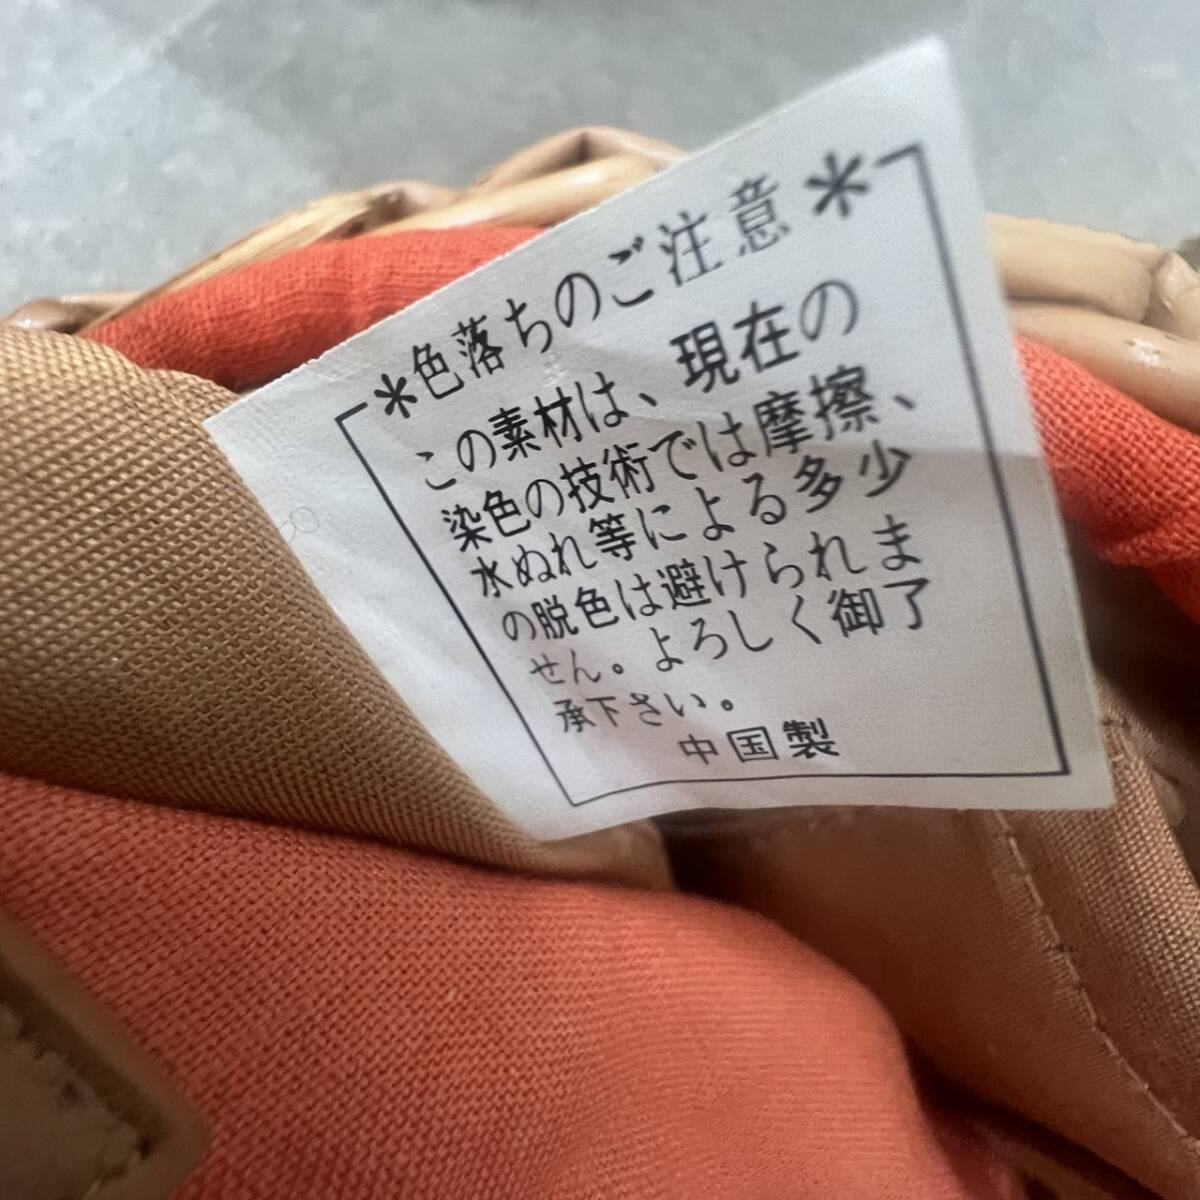 ＊色落ちのご注意＊
この素材は、現在の
染色の技術では摩擦、
水ぬれ等による多少
の脱色は避けられま
せん。よろしく御了
承下さい。
中国製